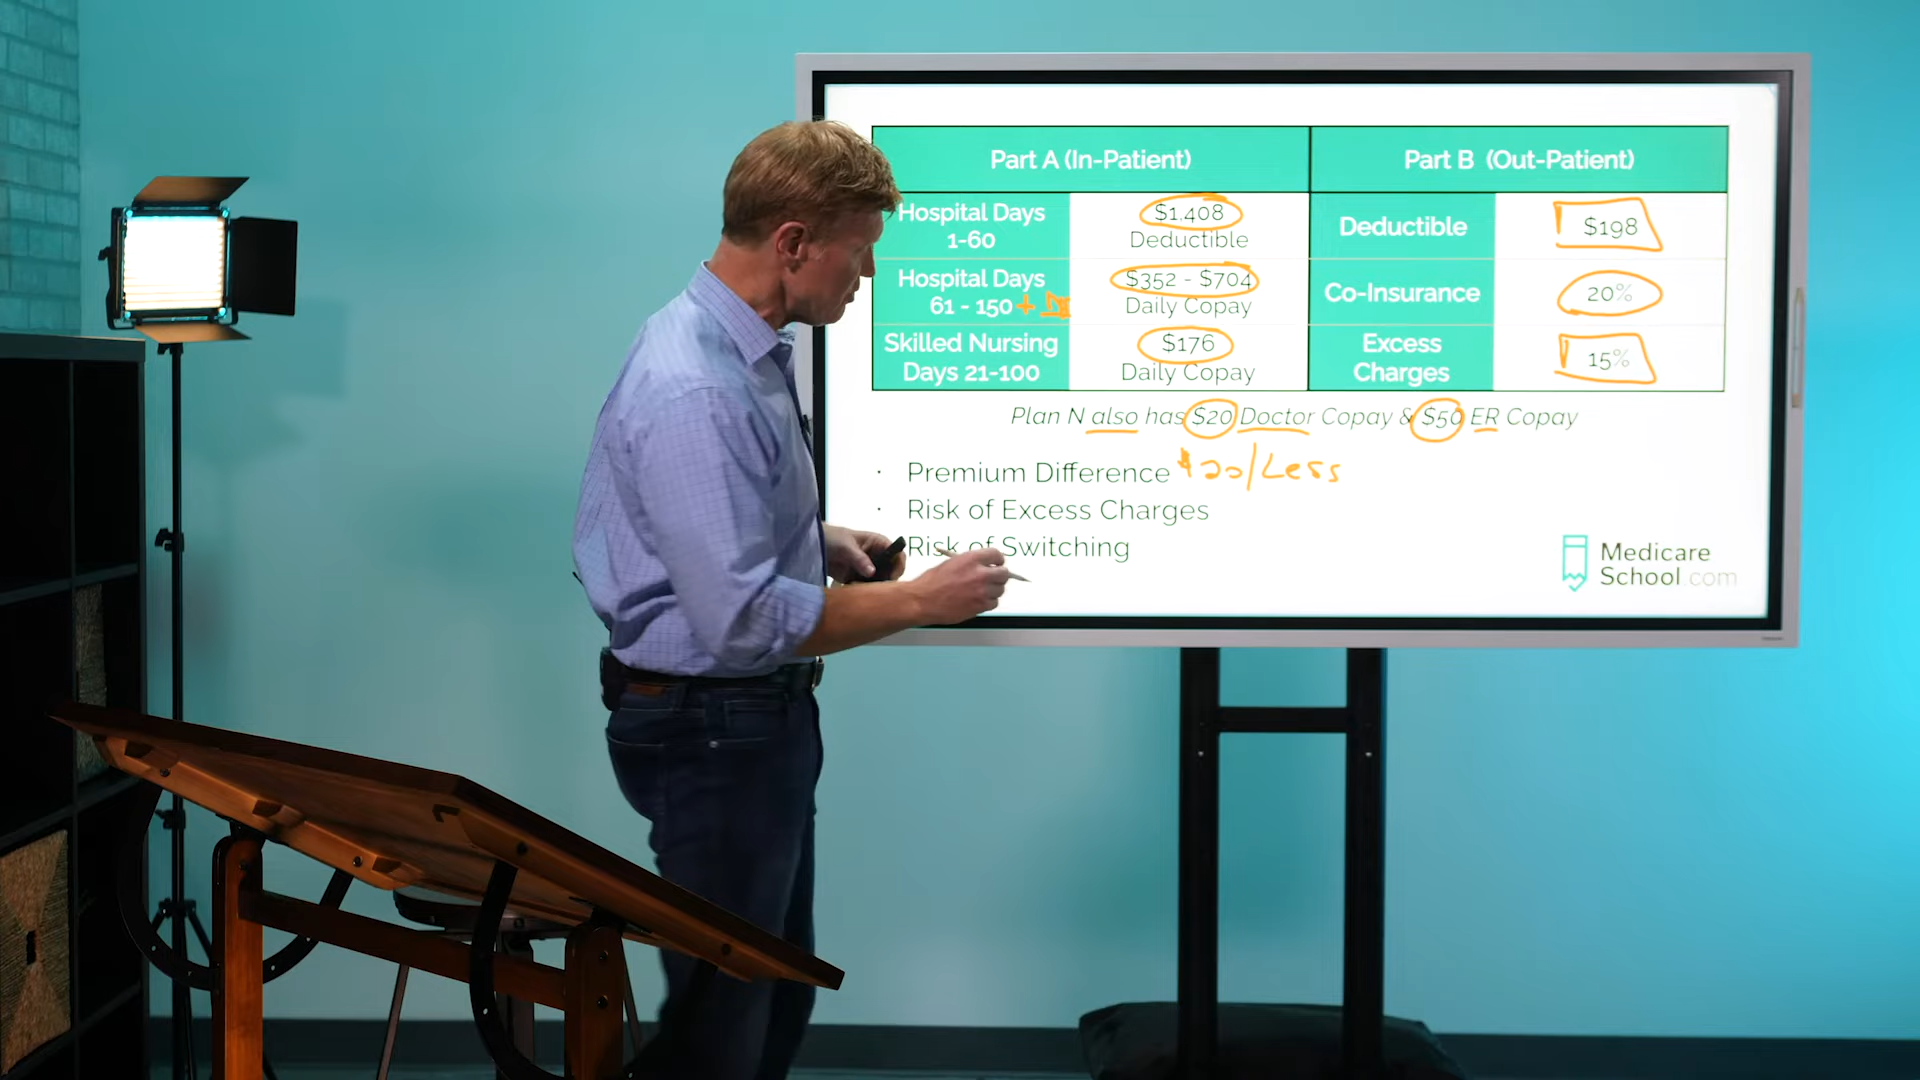 Part A (In-Patient)
Part B (Out-Patient)
Hospital Days
1-60
$1,408
Deductible
Deductible
$198
Hospital Days
61 - 150 +
$352 - $704
Daily Copay
Co-Insurance
20%
Skilled Nursing
Days 21-100
$176
Daily Copay
Excess
Charges
15%
Plan N also has $20 Doctor Copay & $50 ER Copay
· Premium Difference $20/Less
· Risk of Excess Charges
Risk of Switching
Medicare
School.com